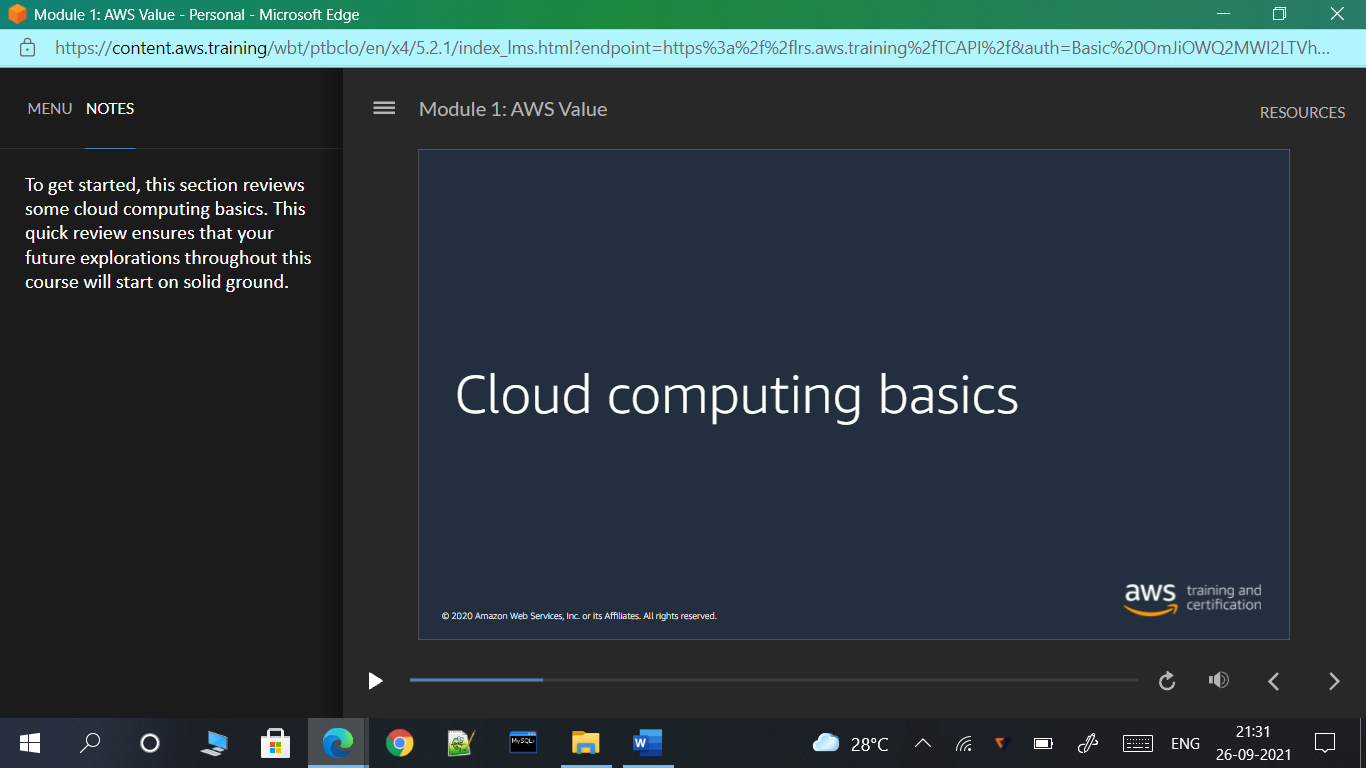 Module 1: AWS Value - Personal - Microsoft Edge
https://content.aws.training/wbt/ptbclo/en/x4/5.2.1/index_lms.html?endpoint=https%3a%2f%2flrs.aws.training%2fTCAPI%2f&auth=Basic%20OmJiOWQ2MWI2LTVh...
MENU NOTES
Module 1: AWS Value
RESOURCES
To get started, this section reviews
some cloud computing basics. This
quick review ensures that your
future explorations throughout this
course will start on solid ground.
Cloud computing basics
© 2020 Amazon Web Services, Inc. or its Affiliates. All rights reserved.
aws training and
certification
MySQL
W
28°C
ENG
21:31
26-09-2021